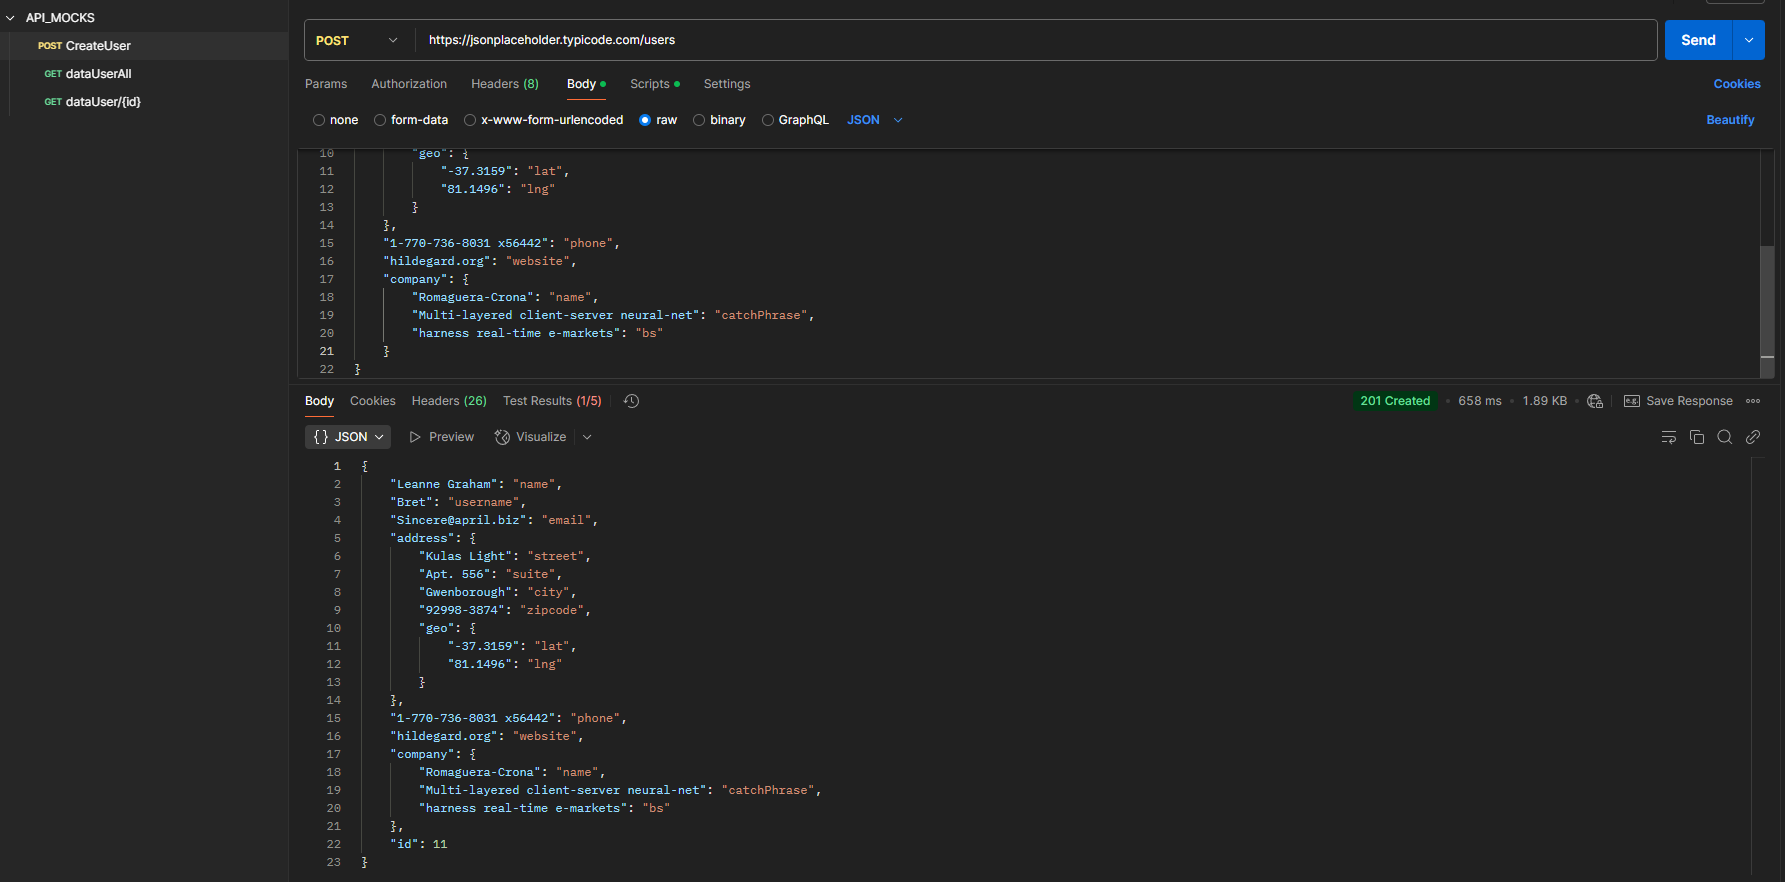 API_MOCKS
POST CreateUser
GET dataUserAll
GET dataUser/{id}
POST
https://jsonplaceholder.typicode.com/users
Send
Params Authorization Headers (8) Body Scripts Settings
Cookies
none form-data x-www-form-urlencoded raw binary GraphQL JSON
Beautify
10 "geo": {
11 "-37.3159": "lat",
12 "81.1496": "lng"
13 }
14 },
15 "1-770-736-8031 x56442": "phone",
16 "hildegard.org": "website",
17 "company": {
18 "Romaguera-Crona": "name",
19 "Multi-layered client-server neural-net": "catchPhrase",
20 "harness real-time e-markets": "bs"
21 }
22 }
Body Cookies Headers (26) Test Results (1/5)
201 Created • 658 ms • 1.89 KB • e.g. Save Response
{} JSON Preview Visualize
1 {
2 "Leanne Graham": "name",
3 "Bret": "username",
4 "Sincere@april.biz": "email",
5 "address": {
6 "Kulas Light": "street",
7 "Apt. 556": "suite",
8 "Gwenborough": "city",
9 "92998-3874": "zipcode",
10 "geo": {
11 "-37.3159": "lat",
12 "81.1496": "lng"
13 }
14 },
15 "1-770-736-8031 x56442": "phone",
16 "hildegard.org": "website",
17 "company": {
18 "Romaguera-Crona": "name",
19 "Multi-layered client-server neural-net": "catchPhrase",
20 "harness real-time e-markets": "bs"
21 },
22 "id": 11
23 }